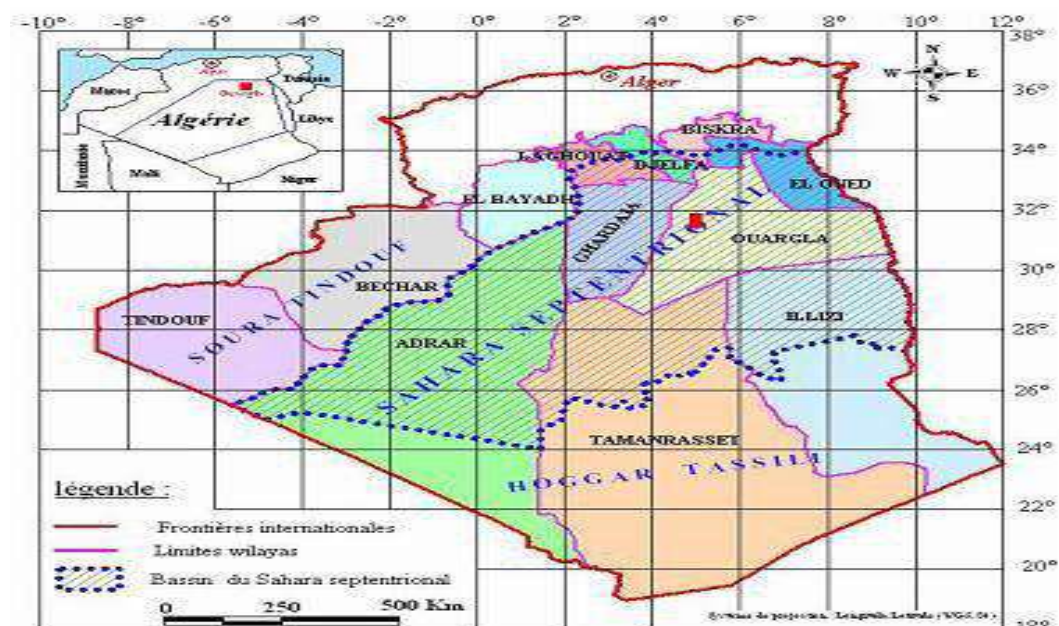 -10° -8° -6° -4° -2° 0° 2° 4° 6° 8° 10° 12°
38°
N
W E
S
Alger
Maroc
Tunisie
Algérie
Libye
Mali
Niger
36°
BISKRA
34°
LAGHOUAT
DJELFA
EL OUED
EL BAYADH
32°
GHARDAIA
OUARGLA
30°
BECHAR
ILLIZI
TINDOUF
28°
SOURA TINDOUF
ADRAR
SAHARA SEPTENTRIONAL
26°
24°
TAMANRASSET
HOGGAR TASSILI
légende :
22°
Frontières internationales
Limites wilayas
20°
Bassin du Sahara septentrional
0 250 500 Km
18°